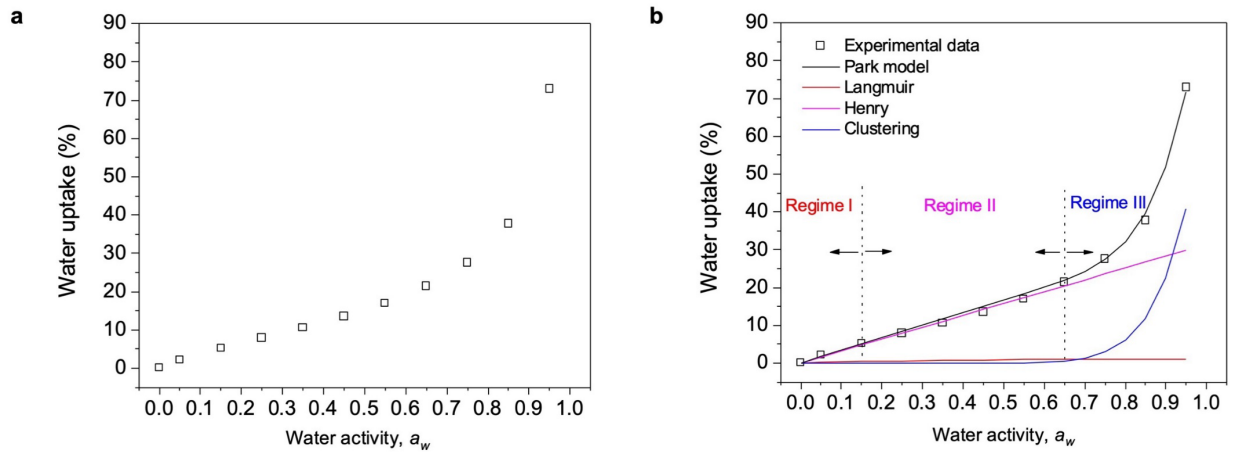 a
90
80
70
60
50
40
30
20
10
0
Water uptake (%)
0.0 0.1 0.2 0.3 0.4 0.5 0.6 0.7 0.8 0.9 1.0
Water activity, a_w
b
90
80
70
60
50
40
30
20
10
0
Water uptake (%)
Experimental data
Park model
Langmuir
Henry
Clustering
Regime I
Regime II
Regime III
0.0 0.1 0.2 0.3 0.4 0.5 0.6 0.7 0.8 0.9 1.0
Water activity, a_w